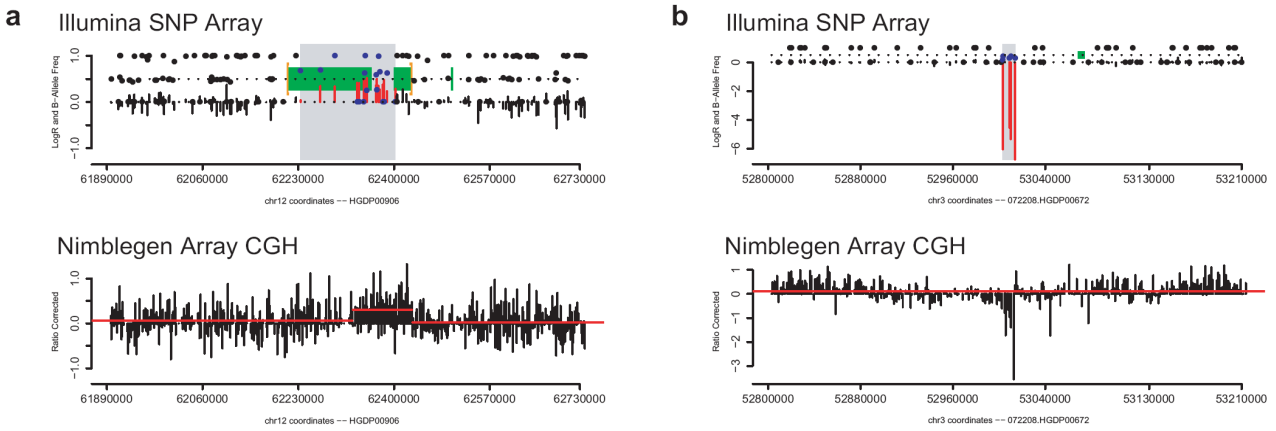 a
Illumina SNP Array
LogR and B−Allele Freq
1.0
0.0
−1.0
61890000 62060000 62230000 62400000 62570000 62730000
chr12 coordinates −− HGDP00906
Nimblegen Array CGH
Ratio Corrected
1.0
0.0
−1.0
61890000 62060000 62230000 62400000 62570000 62730000
chr12 coordinates −− HGDP00906
b
Illumina SNP Array
LogR and B−Allele Freq
0
−2
−4
−6
52800000 52880000 52960000 53040000 53130000 53210000
chr3 coordinates −− 072208.HGDP00672
Nimblegen Array CGH
Ratio Corrected
1
0
−1
−2
−3
52800000 52880000 52960000 53040000 53130000 53210000
chr3 coordinates −− 072208.HGDP00672